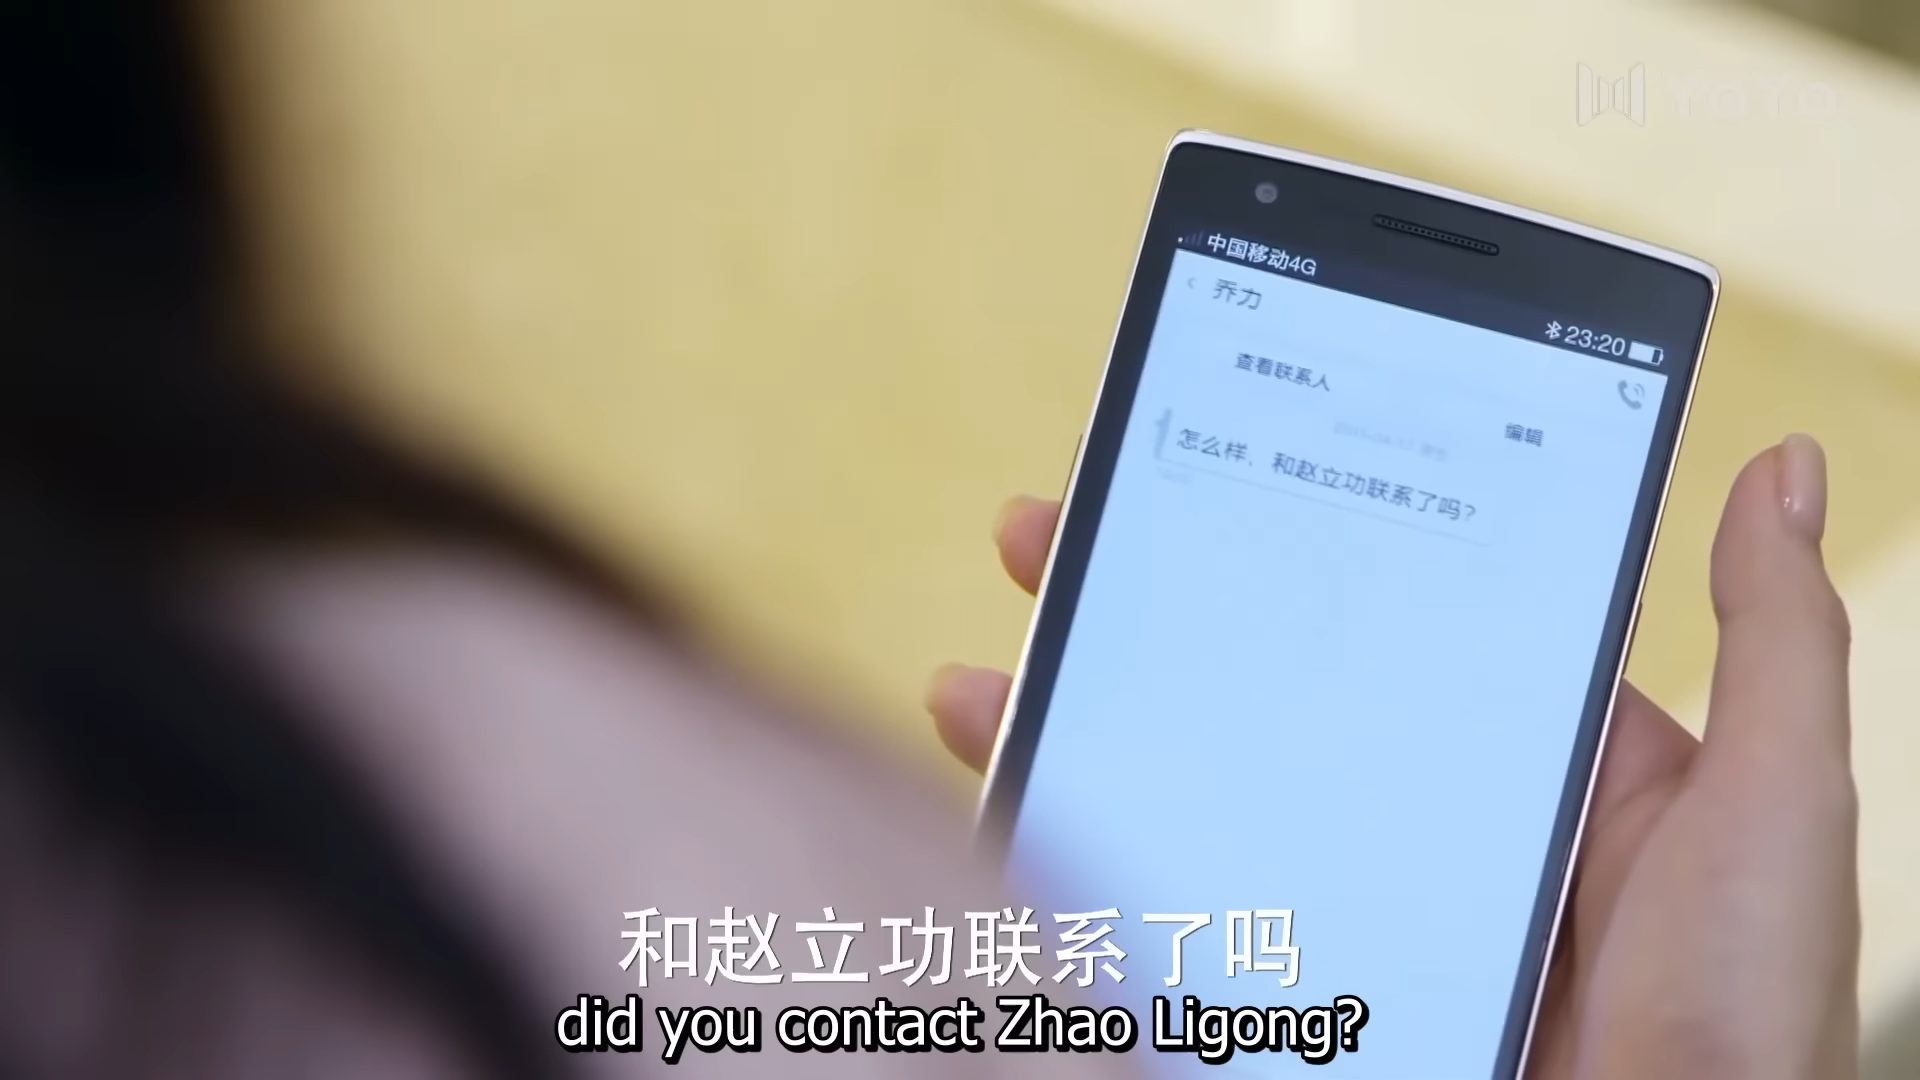 YOYO
中国移动4G
23:20
乔力
查看联系人
编辑
怎么样，和赵立功联系了吗？
和赵立功联系了吗
did you contact Zhao Ligong?